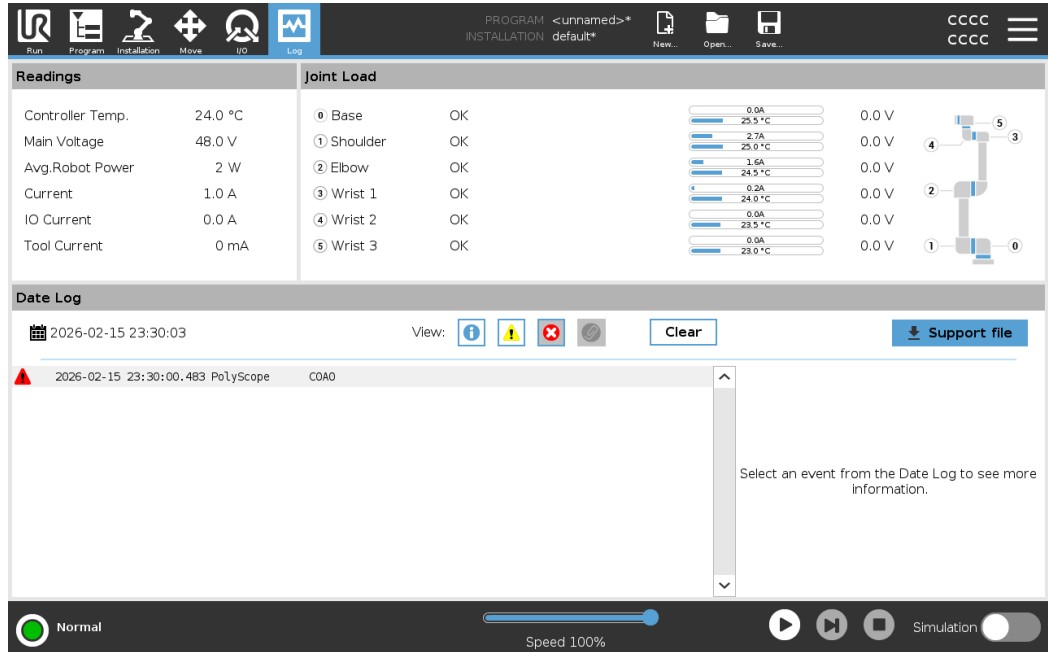 PROGRAM <unnamed>*
INSTALLATION default*
CCCC
CCCC
Run Program Installation Move I/O Log New... Open... Save...
Readings
Controller Temp. 24.0 °C
Main Voltage 48.0 V
Avg.Robot Power 2 W
Current 1.0 A
IO Current 0.0 A
Tool Current 0 mA
Joint Load
0 Base OK 0.0A 25.5 °C 0.0 V
1 Shoulder OK 2.7A 25.0 °C 0.0 V
2 Elbow OK 1.6A 24.5 °C 0.0 V
3 Wrist 1 OK 0.2A 24.0 °C 0.0 V
4 Wrist 2 OK 0.0A 23.5 °C 0.0 V
5 Wrist 3 OK 0.0A 23.0 °C 0.0 V
5
3
4
2
1 0
Date Log
2026-02-15 23:30:03 View: Clear Support file
2026-02-15 23:30:00.483 PolyScope C0A0
Select an event from the Date Log to see more
information.
Normal
Speed 100%
Simulation